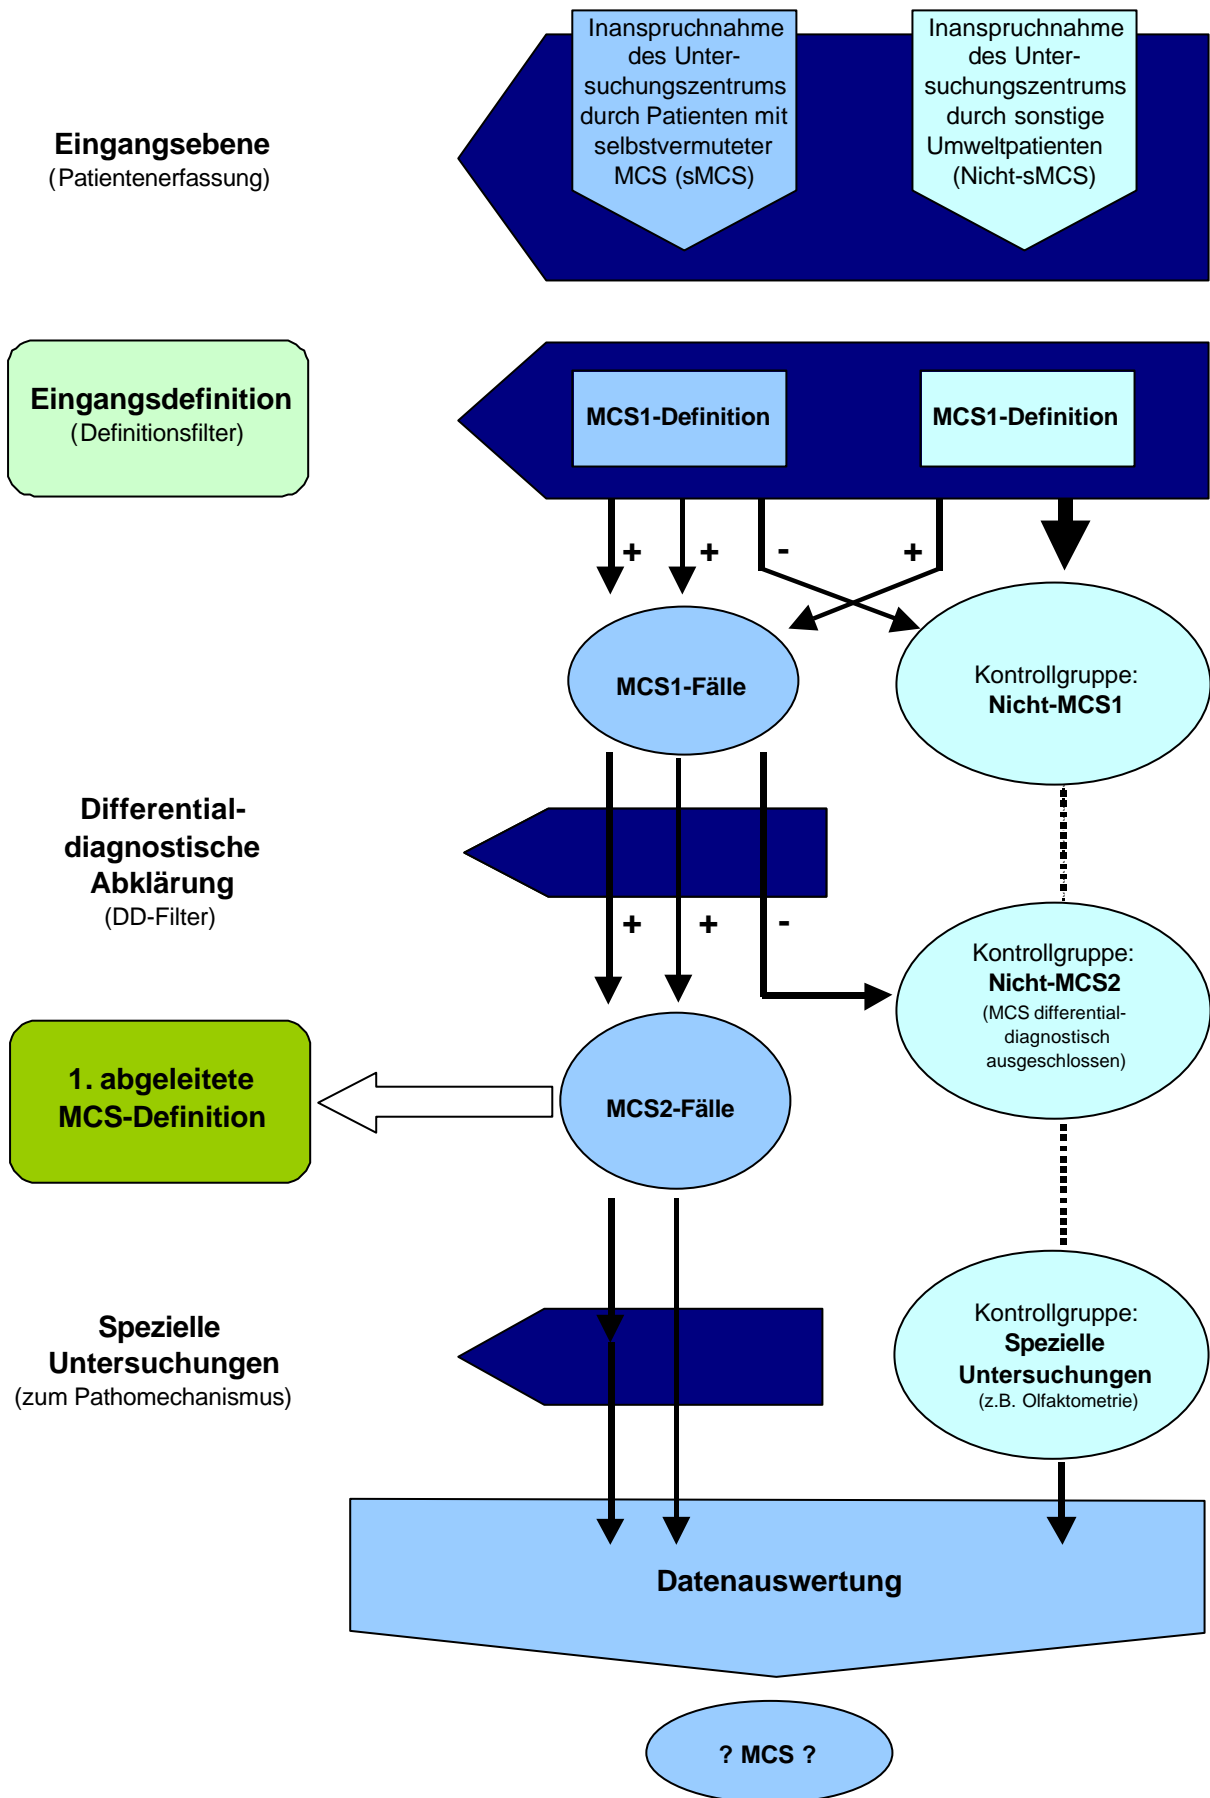 Inanspruchnahme
des Unter-
suchungszentrums
durch Patienten mit
selbstvermuteter
MCS (sMCS)
Inanspruchnahme
des Unter-
suchungszentrums
durch sonstige
Umweltpatienten
(Nicht-sMCS)
Eingangsebene
(Patientenerfassung)
Eingangsdefinition
(Definitionsfilter)
MCS1-Definition
MCS1-Definition
+
+
-
+
MCS1-Fälle
Kontrollgruppe:
Nicht-MCS1
Differential-
diagnostische
Abklärung
(DD-Filter)
+
+
-
Kontrollgruppe:
Nicht-MCS2
(MCS differential-
diagnostisch
ausgeschlossen)
1. abgeleitete
MCS-Definition
MCS2-Fälle
Spezielle
Untersuchungen
(zum Pathomechanismus)
Kontrollgruppe:
Spezielle
Untersuchungen
(z.B. Olfaktometrie)
Datenauswertung
? MCS ?